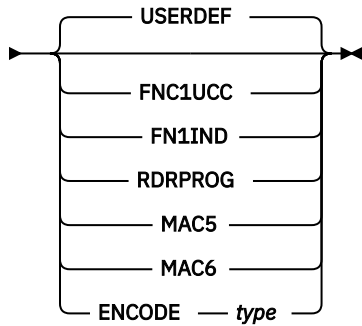 USERDEF
FNC1UCC
FN1IND
RDRPROG
MAC5
MAC6
ENCODE type